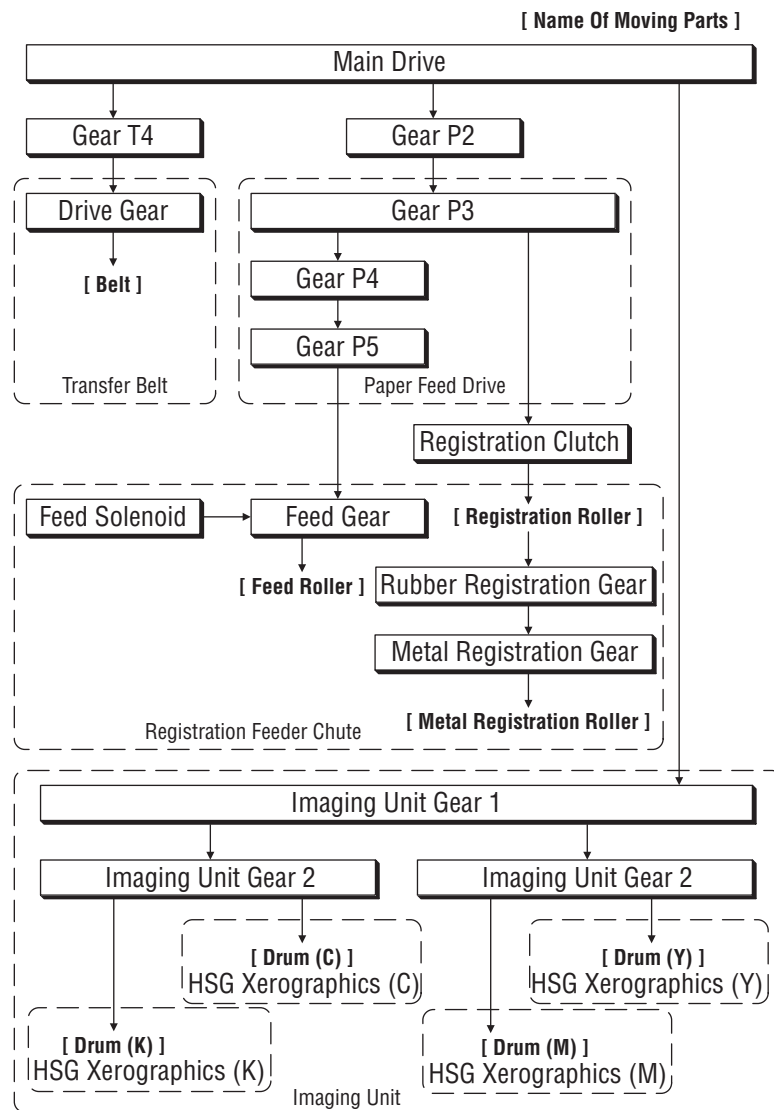 [ Name Of Moving Parts ]
Main Drive
Gear T4
Gear P2
Drive Gear
Gear P3
[ Belt ]
Gear P4
Gear P5
Transfer Belt
Paper Feed Drive
Registration Clutch
Feed Solenoid
Feed Gear
[ Registration Roller ]
[ Feed Roller ]
Rubber Registration Gear
Metal Registration Gear
[ Metal Registration Roller ]
Registration Feeder Chute
Imaging Unit Gear 1
Imaging Unit Gear 2
Imaging Unit Gear 2
[ Drum (C) ]
HSG Xerographics (C)
[ Drum (Y) ]
HSG Xerographics (Y)
[ Drum (K) ]
HSG Xerographics (K)
[ Drum (M) ]
HSG Xerographics (M)
Imaging Unit